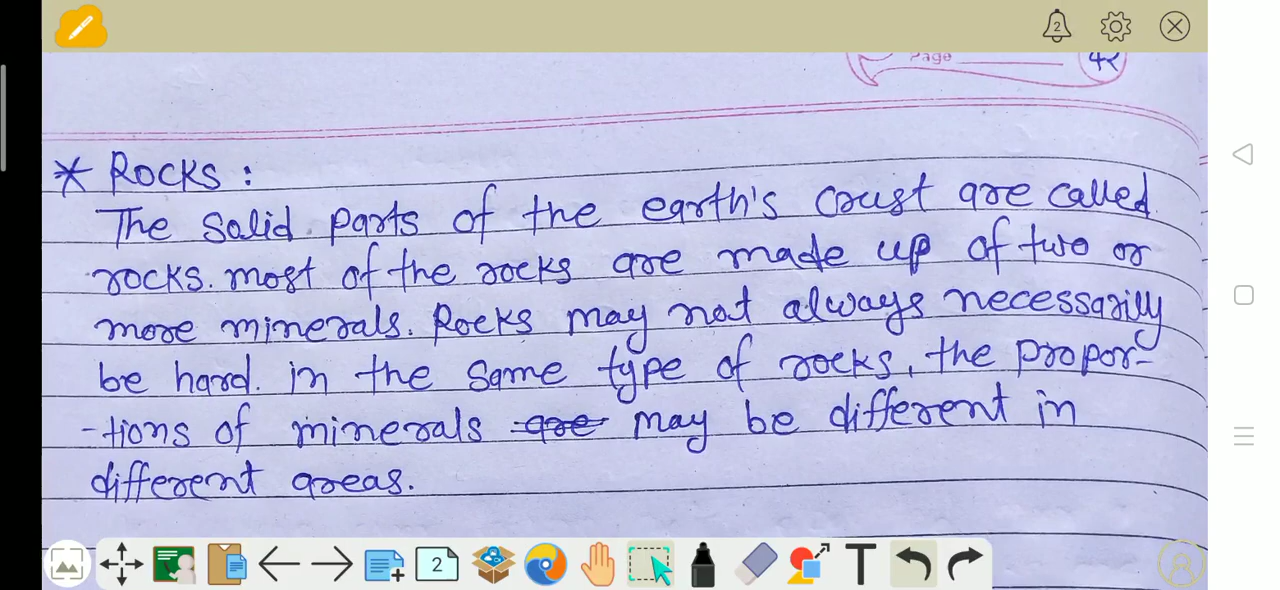 2
Page
42
* Rocks :
The solid parts of the earth's crust are called
rocks. most of the rocks are made up of two or
more minerals. Rocks may not always necessarily
be hard. in the same type of rocks, the propor-
-tions of minerals are may be different in
different areas.
2
T